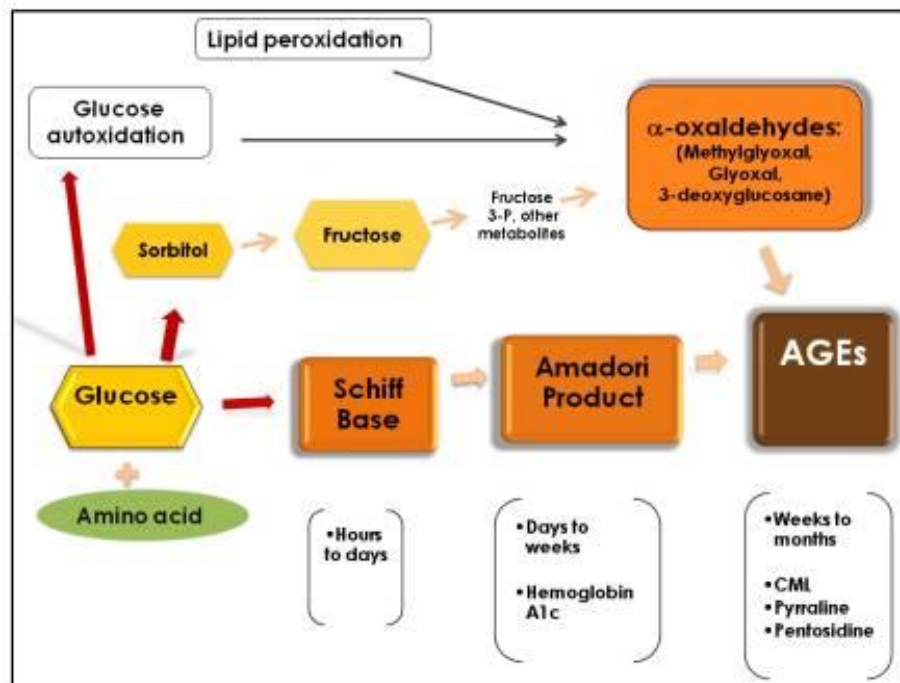 Lipid peroxidation
Glucose
autoxidation
α-oxaldehydes:
(Methylglyoxal,
Glyoxal,
3-deoxyglucosane)
Sorbitol
Fructose
Fructose
3-P, other
metabolites
Glucose
Schiff
Base
Amadori
Product
AGEs
Amino acid
•Hours
to days
•Days to
weeks
•Hemoglobin
A1c
•Weeks to
months
•CML
•Pyrraline
•Pentosidine